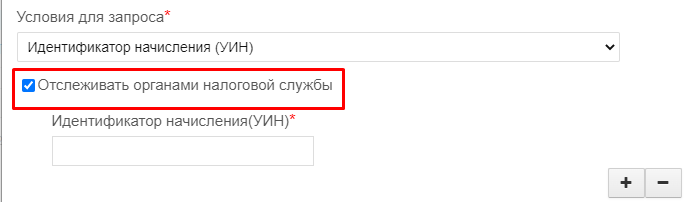 Условия для запроса*
Идентификатор начисления (УИН)
Отслеживать органами налоговой службы
Идентификатор начисления(УИН)*
+ −